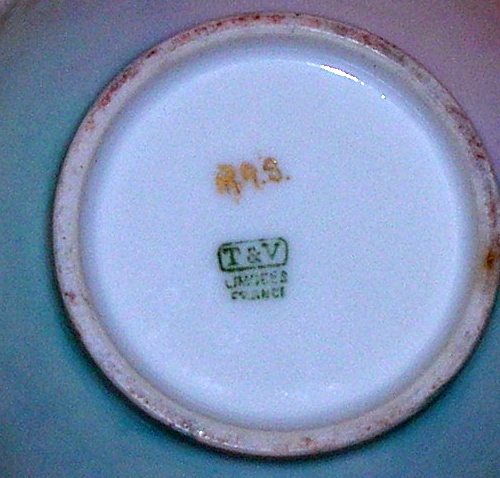 T & V
LIMOGES
FRANCE